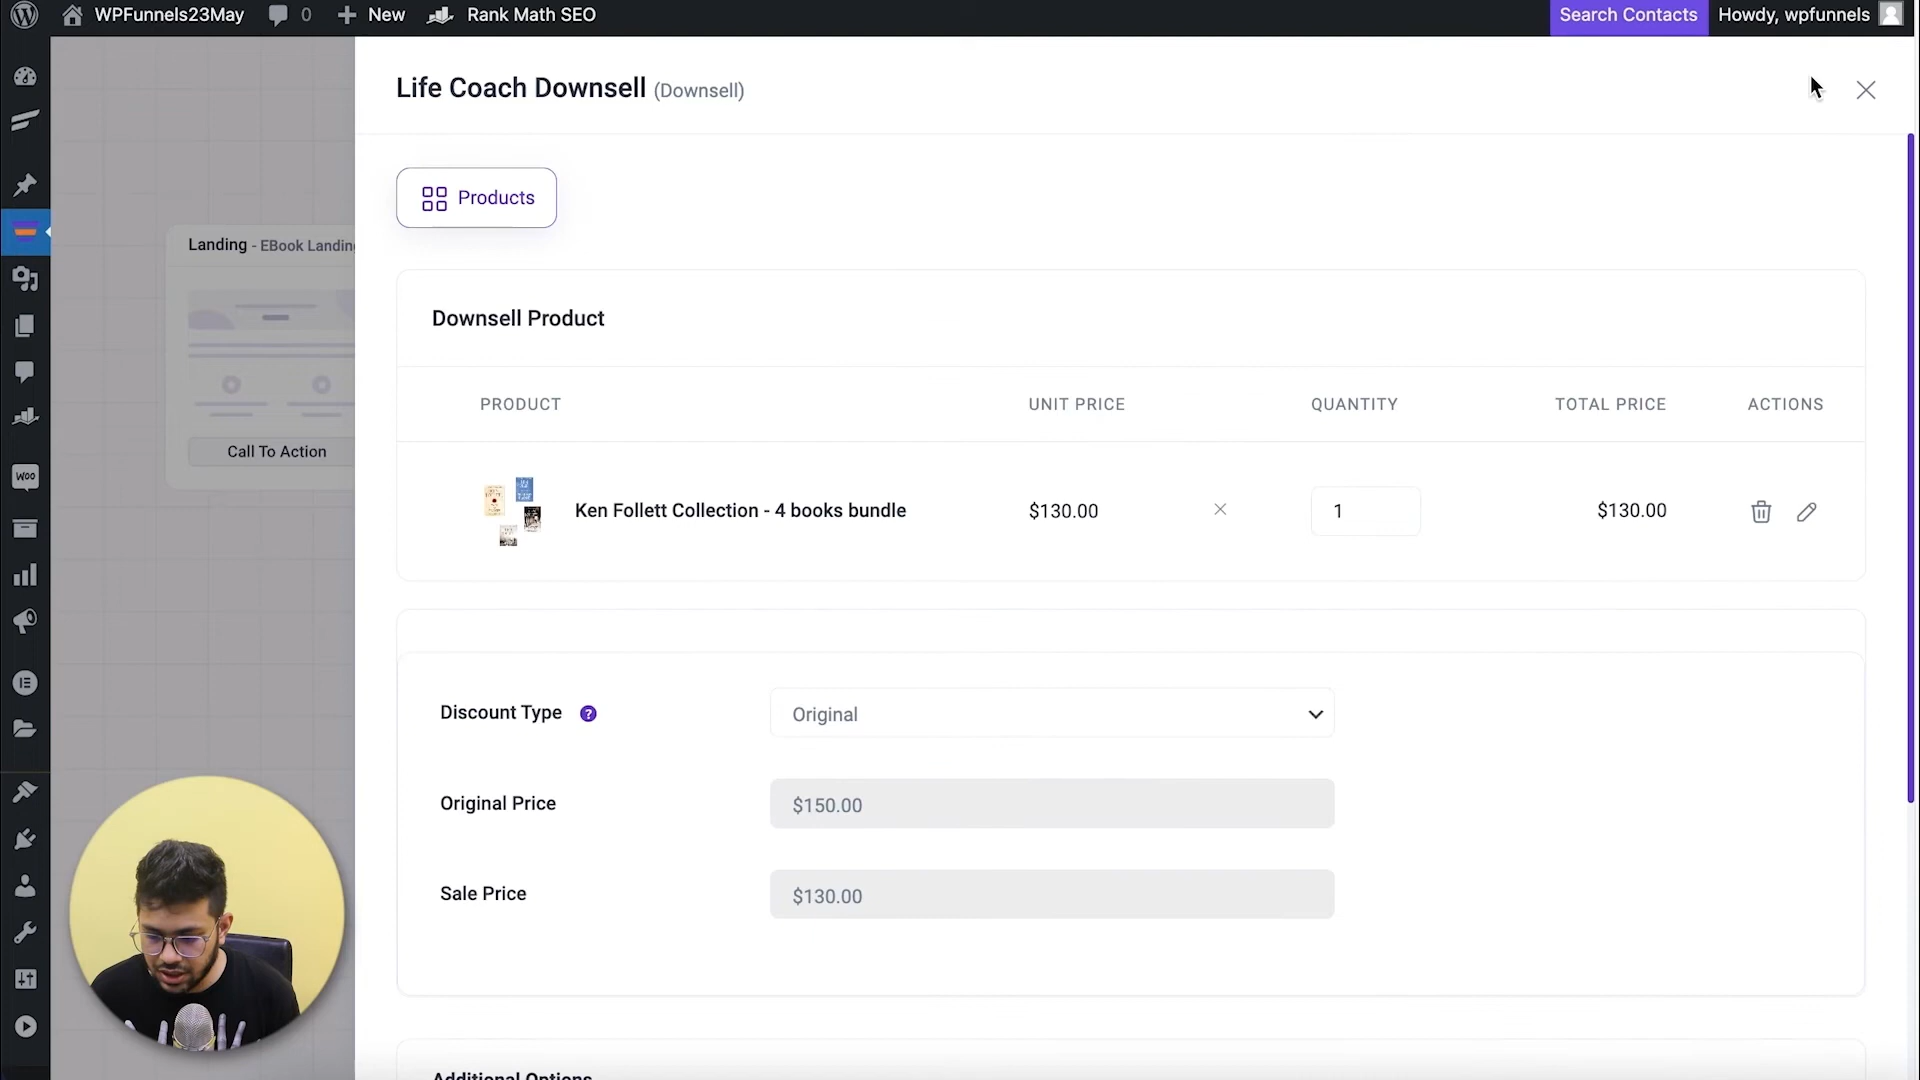 WPFunnels23May 0 New Rank Math SEO Search Contacts Howdy, wpfunnels
Life Coach Downsell (Downsell)
Products
Landing - EBook Landing
Call To Action
Downsell Product
PRODUCT UNIT PRICE QUANTITY TOTAL PRICE ACTIONS
Ken Follett Collection - 4 books bundle $130.00 1 $130.00
Discount Type ? Original
Original Price $150.00
Sale Price $130.00
Additional Options